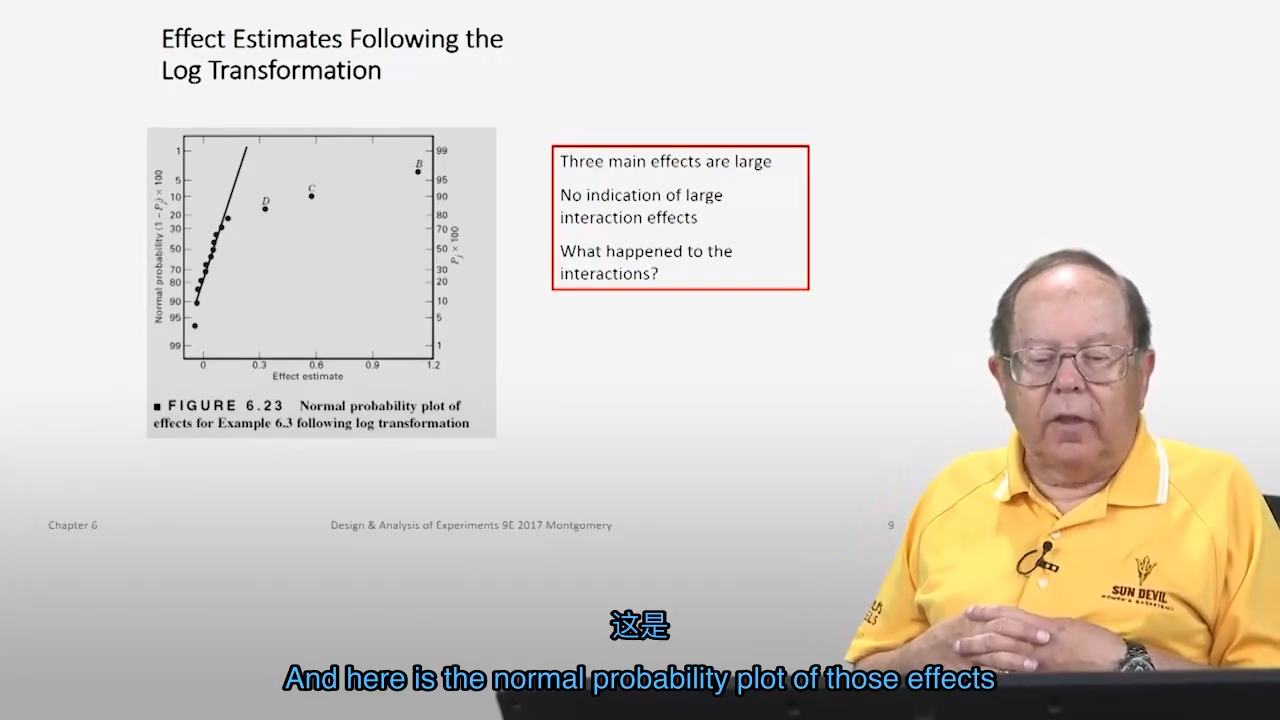 Effect Estimates Following the
Log Transformation
Three main effects are large
No indication of large
interaction effects
What happened to the
interactions?
Normal probability (1 − Pj) × 100
1
5
10
20
30
50
70
80
90
95
99
99
95
90
80
70
50
30
20
10
5
1
Pj × 100
B
C
D
0 0.3 0.6 0.9 1.2
Effect estimate
■ FIGURE 6.23 Normal probability plot of
effects for Example 6.3 following log transformation
Chapter 6 Design & Analysis of Experiments 9E 2017 Montgomery 9
SUN DEVIL
WOMEN'S BASKETBALL
这是
And here is the normal probability plot of those effects